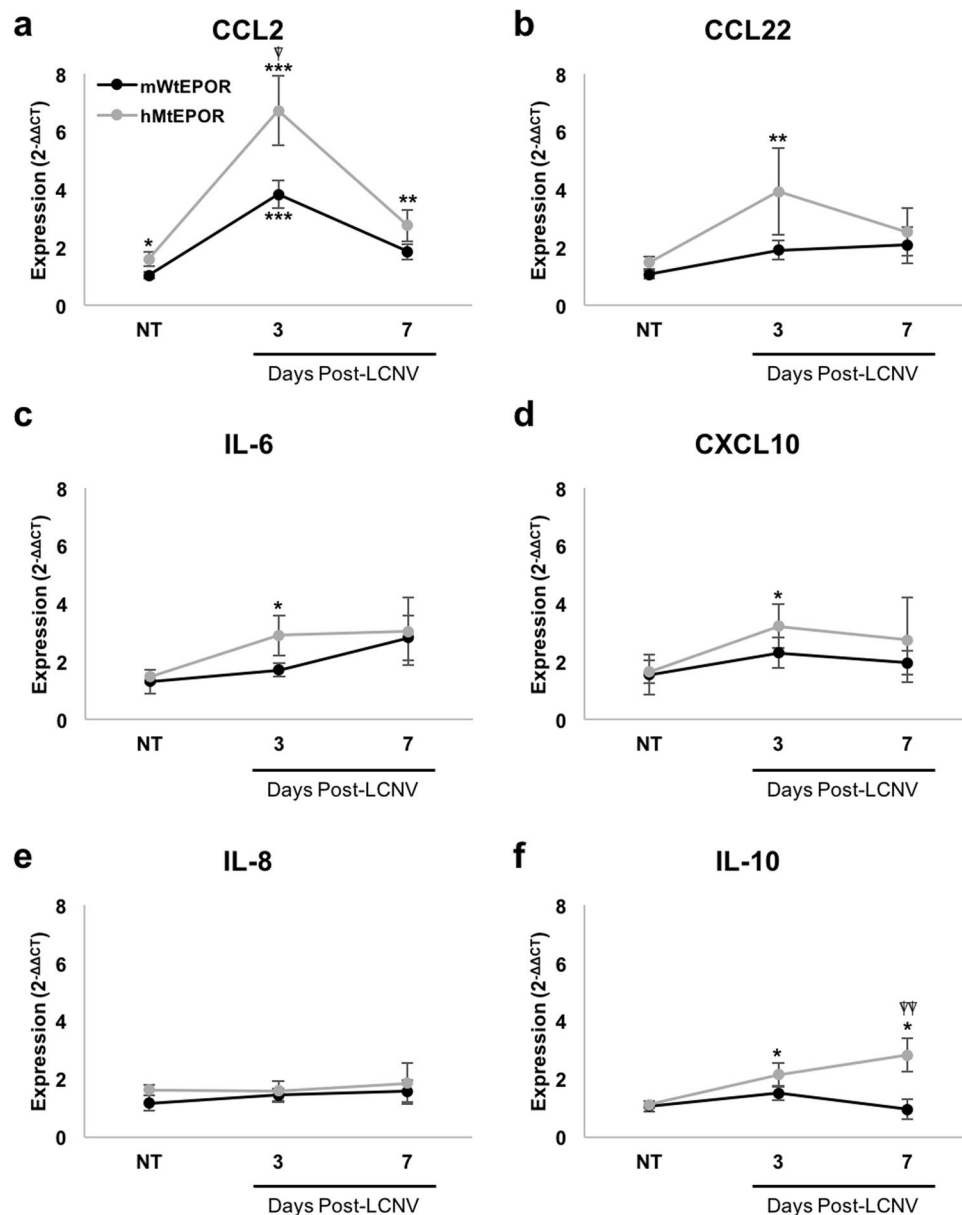 a
CCL2
Expression (2-ΔΔCT)
8
6
4
2
0
mWtEPOR
hMtEPOR
*
ψ
***
***
**
NT
3
7
Days Post-LCNV
b
CCL22
Expression (2-ΔΔCT)
8
6
4
2
0
**
NT
3
7
Days Post-LCNV
c
IL-6
Expression (2-ΔΔCT)
8
6
4
2
0
*
NT
3
7
Days Post-LCNV
d
CXCL10
Expression (2-ΔΔCT)
8
6
4
2
0
*
NT
3
7
Days Post-LCNV
e
IL-8
Expression (2-ΔΔCT)
8
6
4
2
0
NT
3
7
Days Post-LCNV
f
IL-10
Expression (2-ΔΔCT)
8
6
4
2
0
*
ψψ
*
NT
3
7
Days Post-LCNV